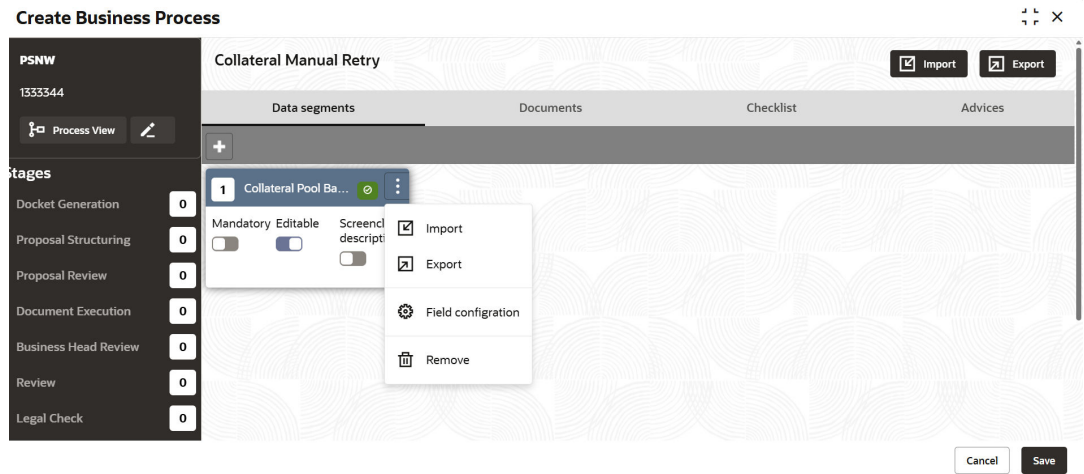 Create Business Process
PSNW
1333344
Process View
Stages
Docket Generation 0
Proposal Structuring 0
Proposal Review 0
Document Execution 0
Business Head Review 0
Review 0
Legal Check 0
Collateral Manual Retry
Import
Export
Data segments
Documents
Checklist
Advices
1 Collateral Pool Ba...
Mandatory
Editable
Screencl
descripti
Import
Export
Field configration
Remove
Cancel
Save